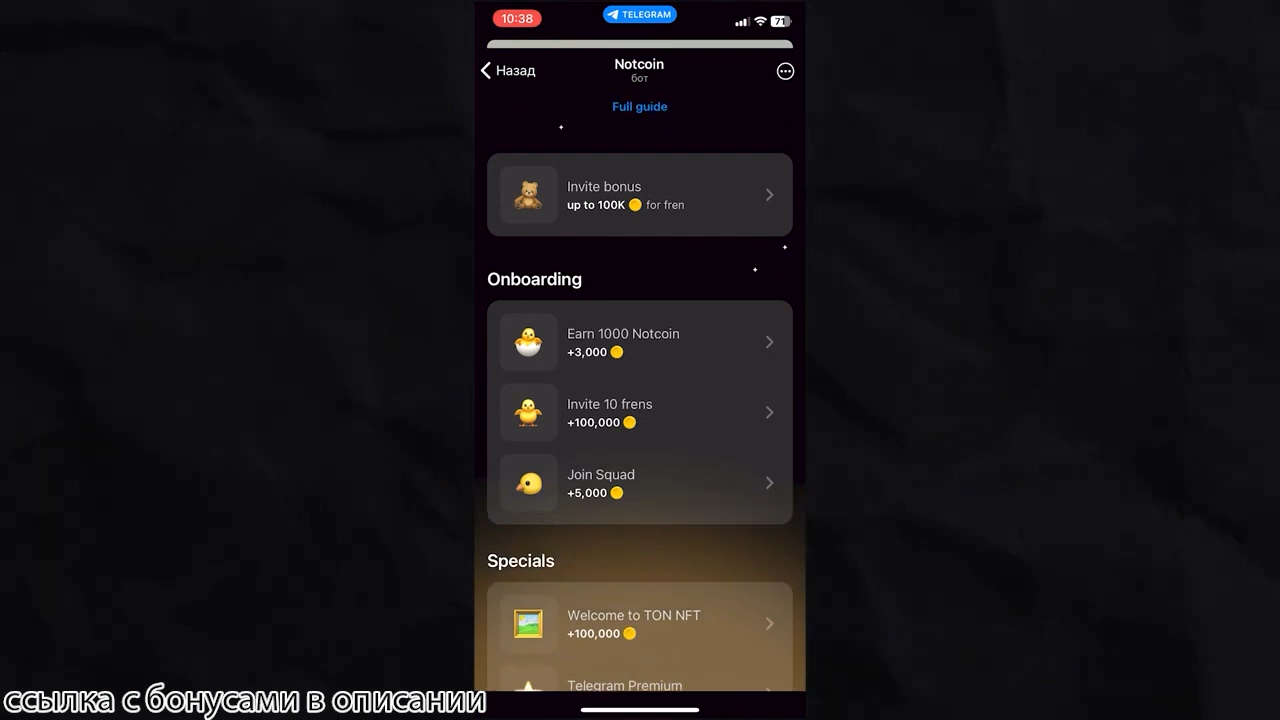 10:38
TELEGRAM
71
Назад
Notcoin
бот
Full guide
Invite bonus
up to 100K for fren
Onboarding
Earn 1000 Notcoin
+3,000
Invite 10 frens
+100,000
Join Squad
+5,000
Specials
Welcome to TON NFT
+100,000
Telegram Premium
ссылка с бонусами в описании